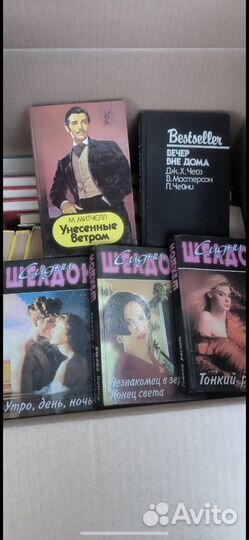 М. МИТЧЕЛЛ
Унесенные
ветром
Bestseller
ВЕЧЕР
ВНЕ ДОМА
Дж. Х. Чейз
В. Мастерсон
П. Чейни
Сидни
ШЕЛДОН
Утро, день, ночь
Сидни
ШЕЛДОН
Незнакомец в зер
Конец света
Сидни
ШЕЛДОН
Тонкий р
Avito